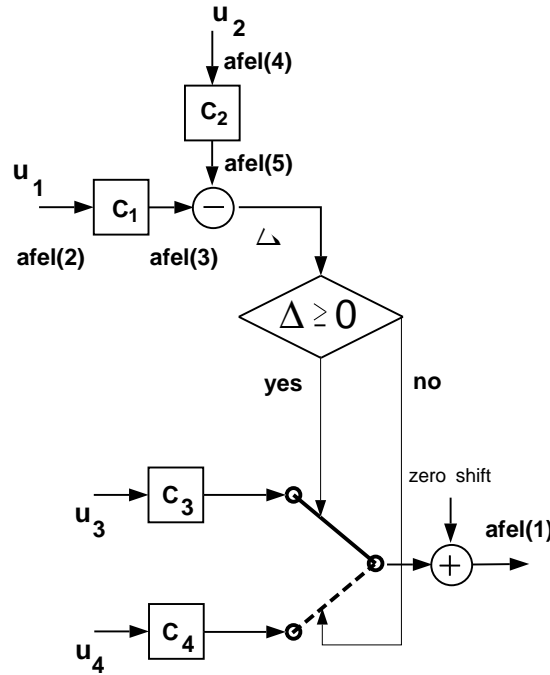 u2
afel(4)
C2
afel(5)
u1
C1
−
afel(2)
afel(3)
Δ
Δ ≥ 0
yes
no
zero shift
u3
C3
afel(1)
+
u4
C4